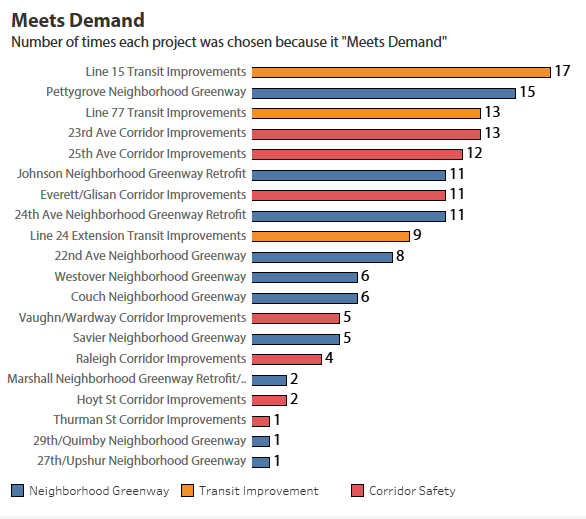 Meets Demand
Number of times each project was chosen because it "Meets Demand"
Line 15 Transit Improvements 17
Pettygrove Neighborhood Greenway 15
Line 77 Transit Improvements 13
23rd Ave Corridor Improvements 13
25th Ave Corridor Improvements 12
Johnson Neighborhood Greenway Retrofit 11
Everett/Glisan Corridor Improvements 11
24th Ave Neighborhood Greenway Retrofit 11
Line 24 Extension Transit Improvements 9
22nd Ave Neighborhood Greenway 8
Westover Neighborhood Greenway 6
Couch Neighborhood Greenway 6
Vaughn/Wardway Corridor Improvements 5
Savier Neighborhood Greenway 5
Raleigh Corridor Improvements 4
Marshall Neighborhood Greenway Retrofit/.. 2
Hoyt St Corridor Improvements 2
Thurman St Corridor Improvements 1
29th/Quimby Neighborhood Greenway 1
27th/Upshur Neighborhood Greenway 1
Neighborhood Greenway Transit Improvement Corridor Safety